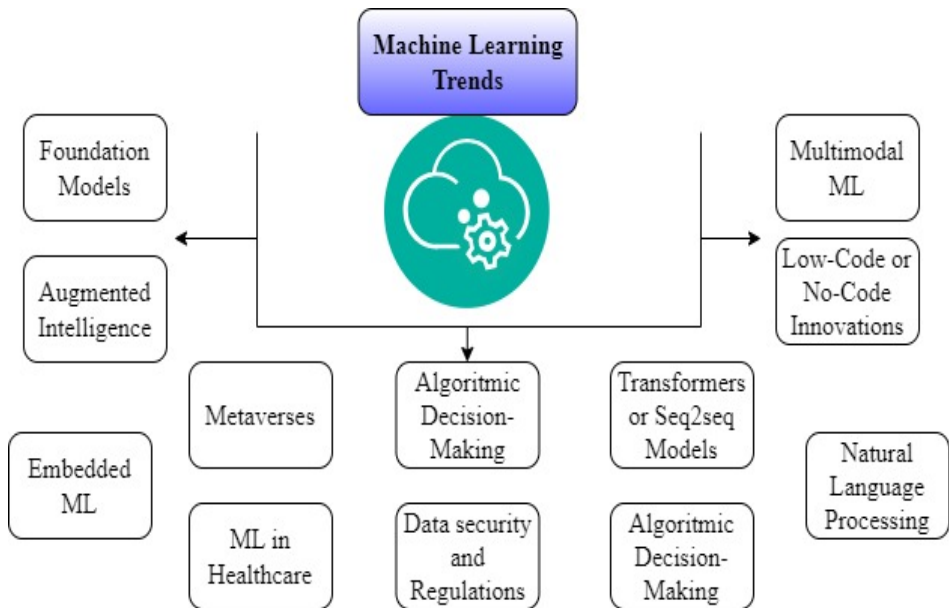 Machine Learning
Trends
Foundation
Models
Multimodal
ML
Augmented
Intelligence
Low-Code or
No-Code
Innovations
Metaverses
Algoritmic
Decision-
Making
Transformers
or Seq2seq
Models
Embedded
ML
Natural
Language
Processing
ML in
Healthcare
Data security
and
Regulations
Algoritmic
Decision-
Making